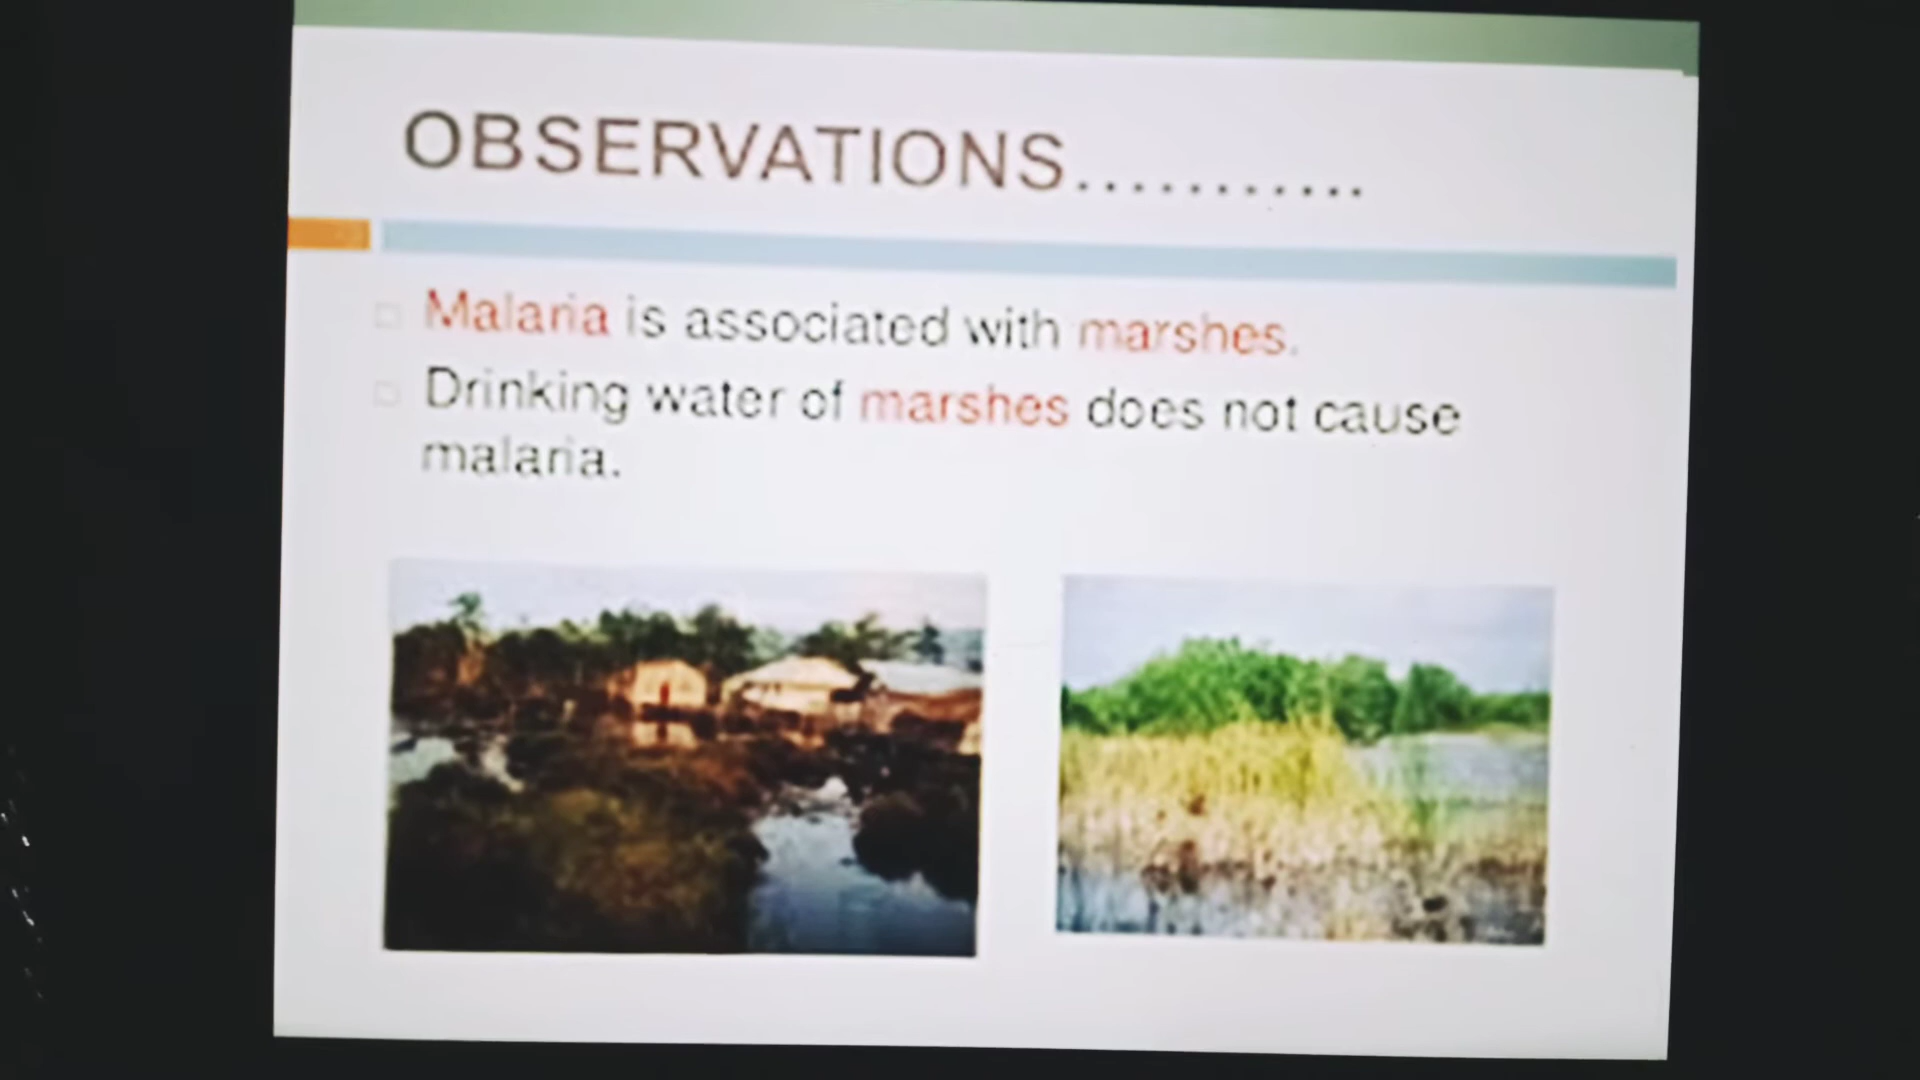 OBSERVATIONS...........
Malaria is associated with marshes.
Drinking water of marshes does not cause
malaria.